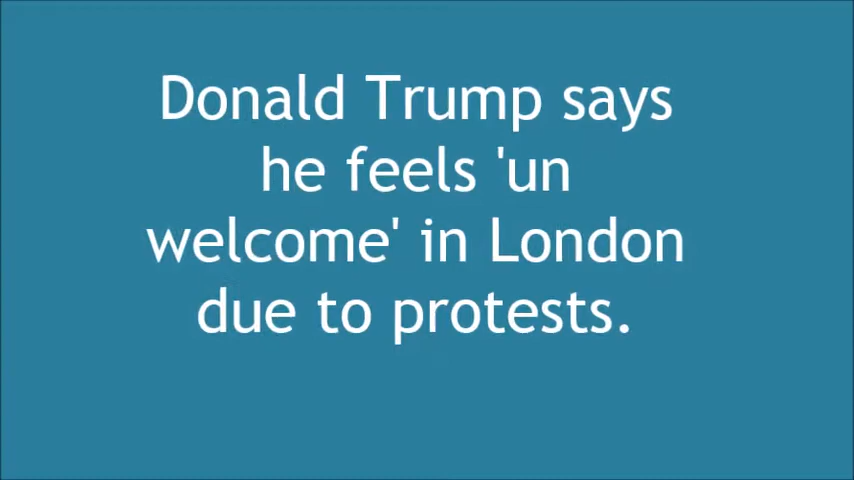 Donald Trump says
he feels 'un
welcome' in London
due to protests.